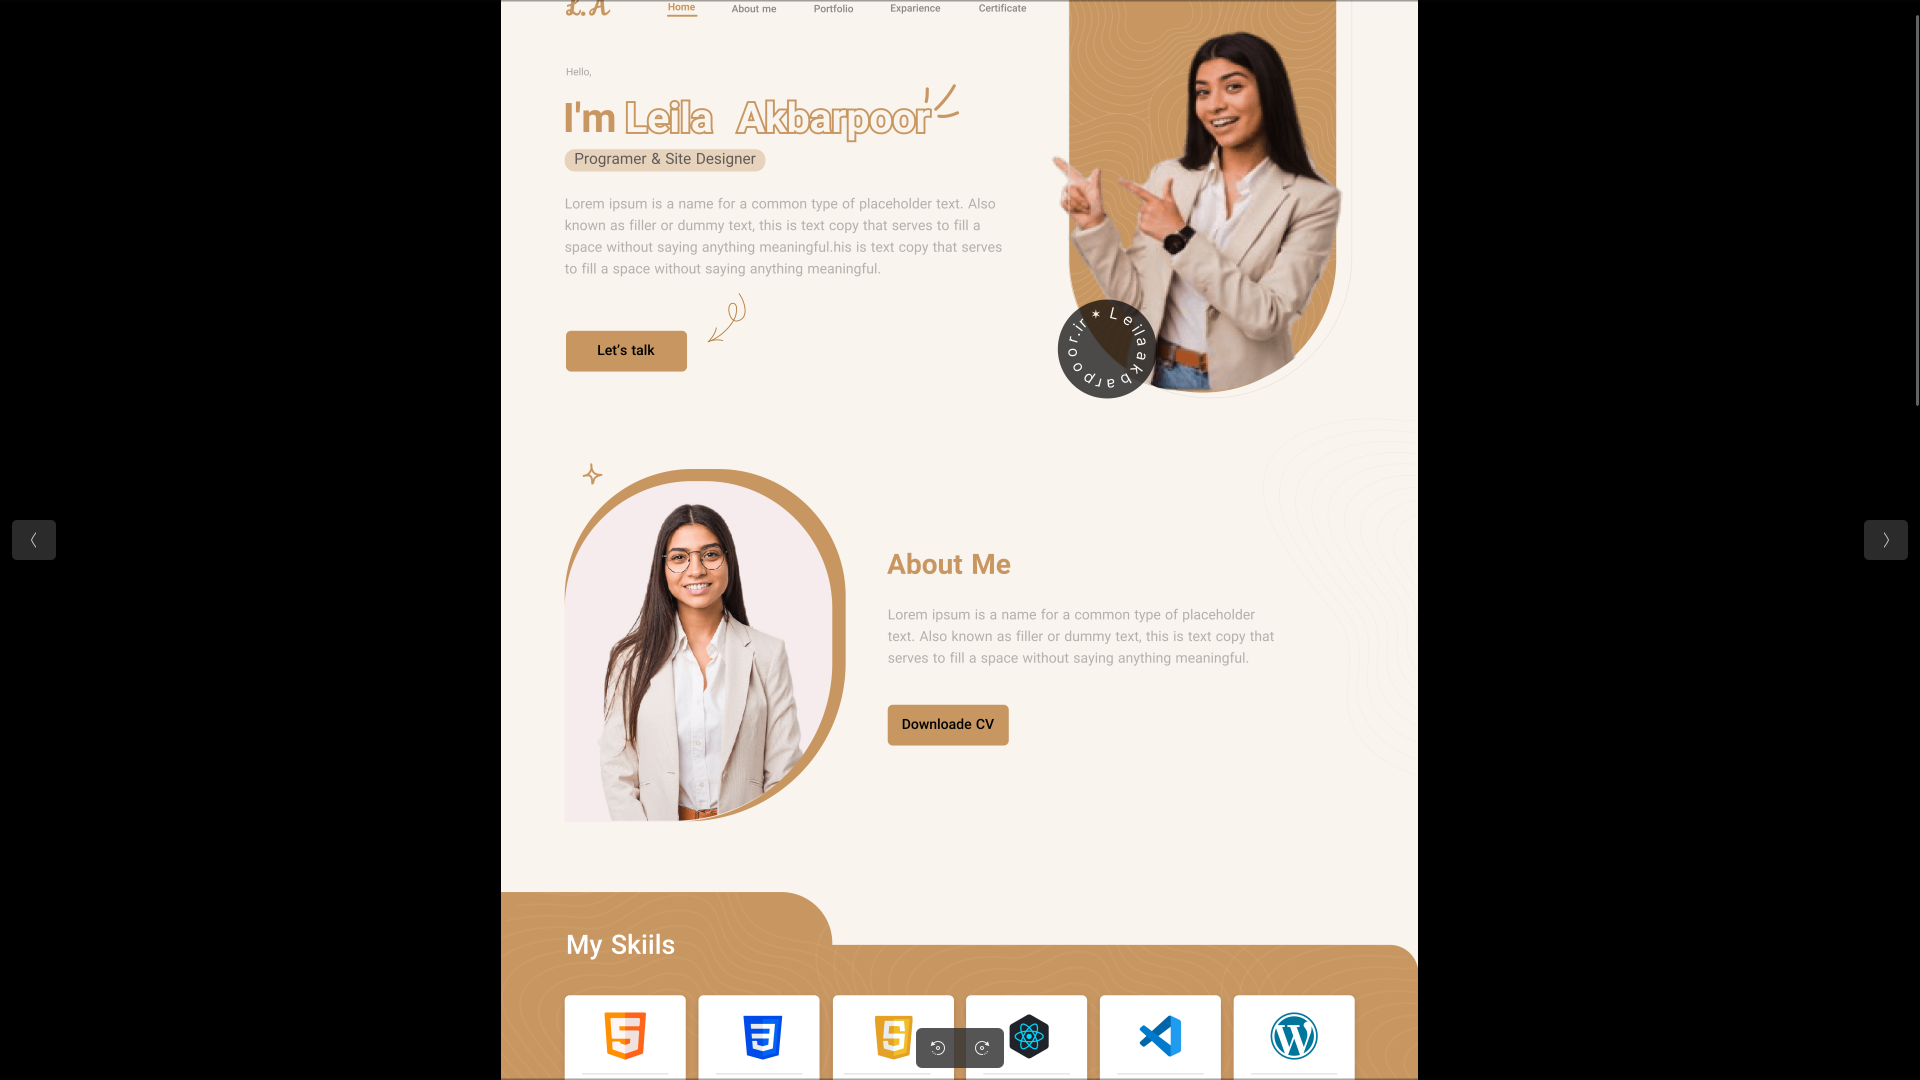 L.A
Home
About me
Portfolio
Exparience
Certificate
Hello,
I'm Leila Akbarpoor
Programer & Site Designer
Lorem ipsum is a name for a common type of placeholder text. Also
known as filler or dummy text, this is text copy that serves to fill a
space without saying anything meaningful.his is text copy that serves
to fill a space without saying anything meaningful.
Let's talk
Leilaakbarpoor.ir
About Me
Lorem ipsum is a name for a common type of placeholder
text. Also known as filler or dummy text, this is text copy that
serves to fill a space without saying anything meaningful.
Downloade CV
My Skiils